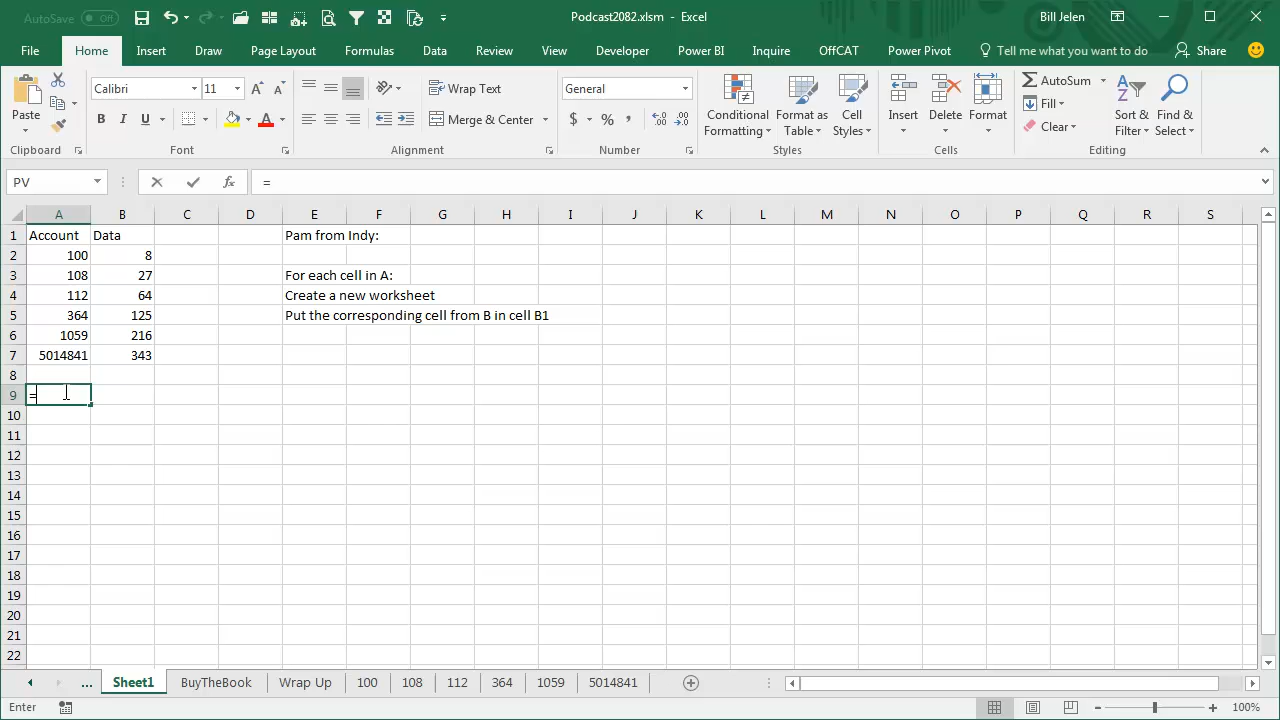 AutoSave Off Podcast2082.xlsm - Excel Bill Jelen
File Home Insert Draw Page Layout Formulas Data Review View Developer Power BI Inquire OffCAT Power Pivot Tell me what you want to do Share
Calibri 11 Wrap Text General AutoSum
Paste B I U Merge & Center $ % , Conditional Formatting Format as Table Cell Styles Insert Delete Format Fill Clear Sort & Filter Find & Select
Clipboard Font Alignment Number Styles Cells Editing
PV fx =
A B C D E F G H I J K L M N O P Q R S
1 Account Data Pam from Indy:
2 100 8
3 108 27 For each cell in A:
4 112 64 Create a new worksheet
5 364 125 Put the corresponding cell from B in cell B1
6 1059 216
7 5014841 343
8
9 =
10
11
12
13
14
15
16
17
18
19
20
21
22
... Sheet1 BuyTheBook Wrap Up 100 108 112 364 1059 5014841
Enter 100%